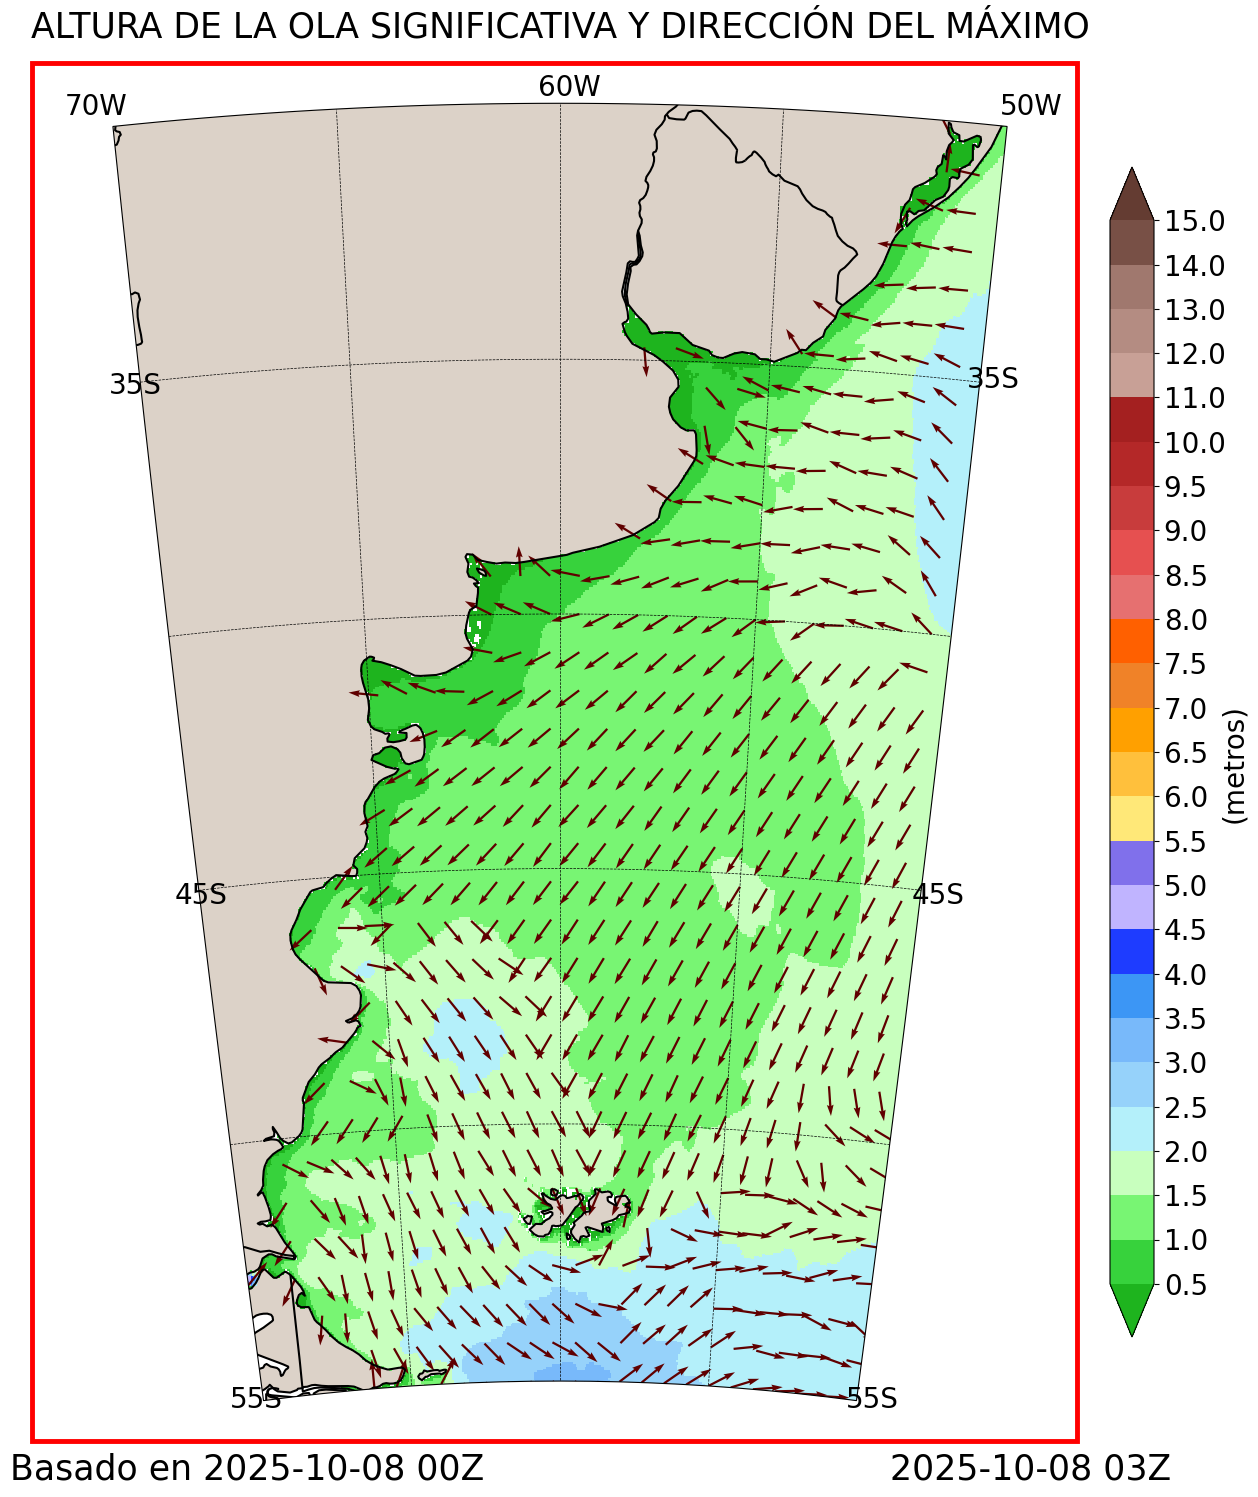 ALTURA DE LA OLA SIGNIFICATIVA Y DIRECCIÓN DEL MÁXIMO
60W
70W
50W
15.0
14.0
13.0
12.0
35S
35S
11.0
10.0
9.5
9.0
8.5
8.0
7.5
7.0
6.5
6.0
5.5
(metros)
45S
45S
5.0
4.5
4.0
3.5
3.0
2.5
2.0
1.5
1.0
0.5
55S
55S
Basado en 2025-10-08 00Z
2025-10-08 03Z